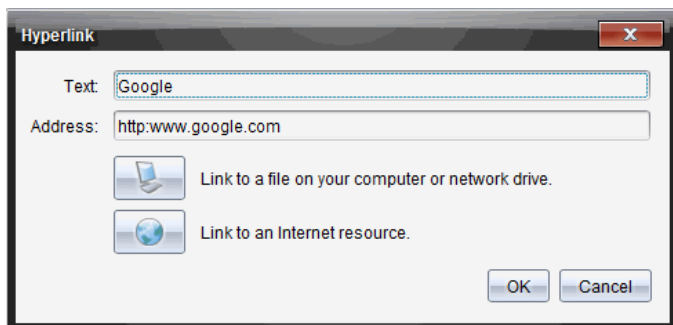 Hyperlink
Text: Google
Address: http:www.google.com
Link to a file on your computer or network drive.
Link to an Internet resource.
OK Cancel